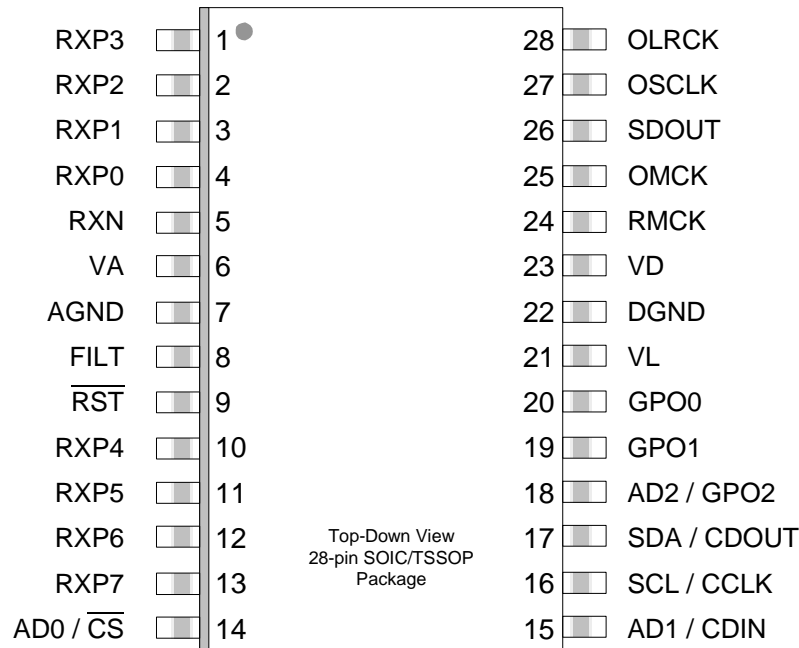 RXP3 1 28 OLRCK
RXP2 2 27 OSCLK
RXP1 3 26 SDOUT
RXP0 4 25 OMCK
RXN 5 24 RMCK
VA 6 23 VD
AGND 7 22 DGND
FILT 8 21 VL
RST 9 20 GPO0
RXP4 10 19 GPO1
RXP5 11 18 AD2 / GPO2
RXP6 12 17 SDA / CDOUT
RXP7 13 16 SCL / CCLK
AD0 / CS 14 15 AD1 / CDIN
Top-Down View
28-pin SOIC/TSSOP
Package